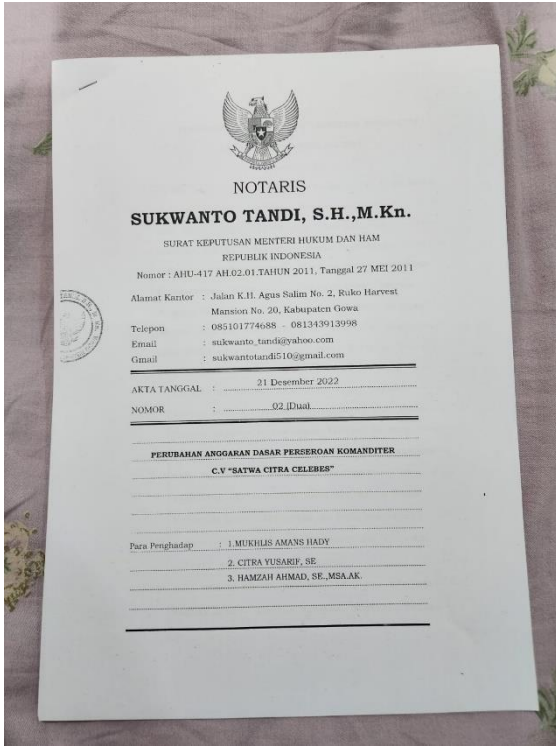 NOTARIS
SUKWANTO TANDI, S.H.,M.Kn.
SURAT KEPUTUSAN MENTERI HUKUM DAN HAM
REPUBLIK INDONESIA
Nomor : AHU-417 AH.02.01.TAHUN 2011, Tanggal 27 MEI 2011
Alamat Kantor : Jalan K.H. Agus Salim No. 2, Ruko Harvest
Mansion No. 20, Kabupaten Gowa
Telepon : 085101774688 - 081343913998
Email : sukwanto_tandi@yahoo.com
Gmail : sukwantotandi510@gmail.com
AKTA TANGGAL : 21 Desember 2022
NOMOR : 02 (Dua)
PERUBAHAN ANGGARAN DASAR PERSEROAN KOMANDITER
C.V "SATWA CITRA CELEBES"
Para Penghadap : 1.MUKHLIS AMANS HADY
2. CITRA YUSARIF, SE
3. HAMZAH AHMAD, SE.,MSA.AK.